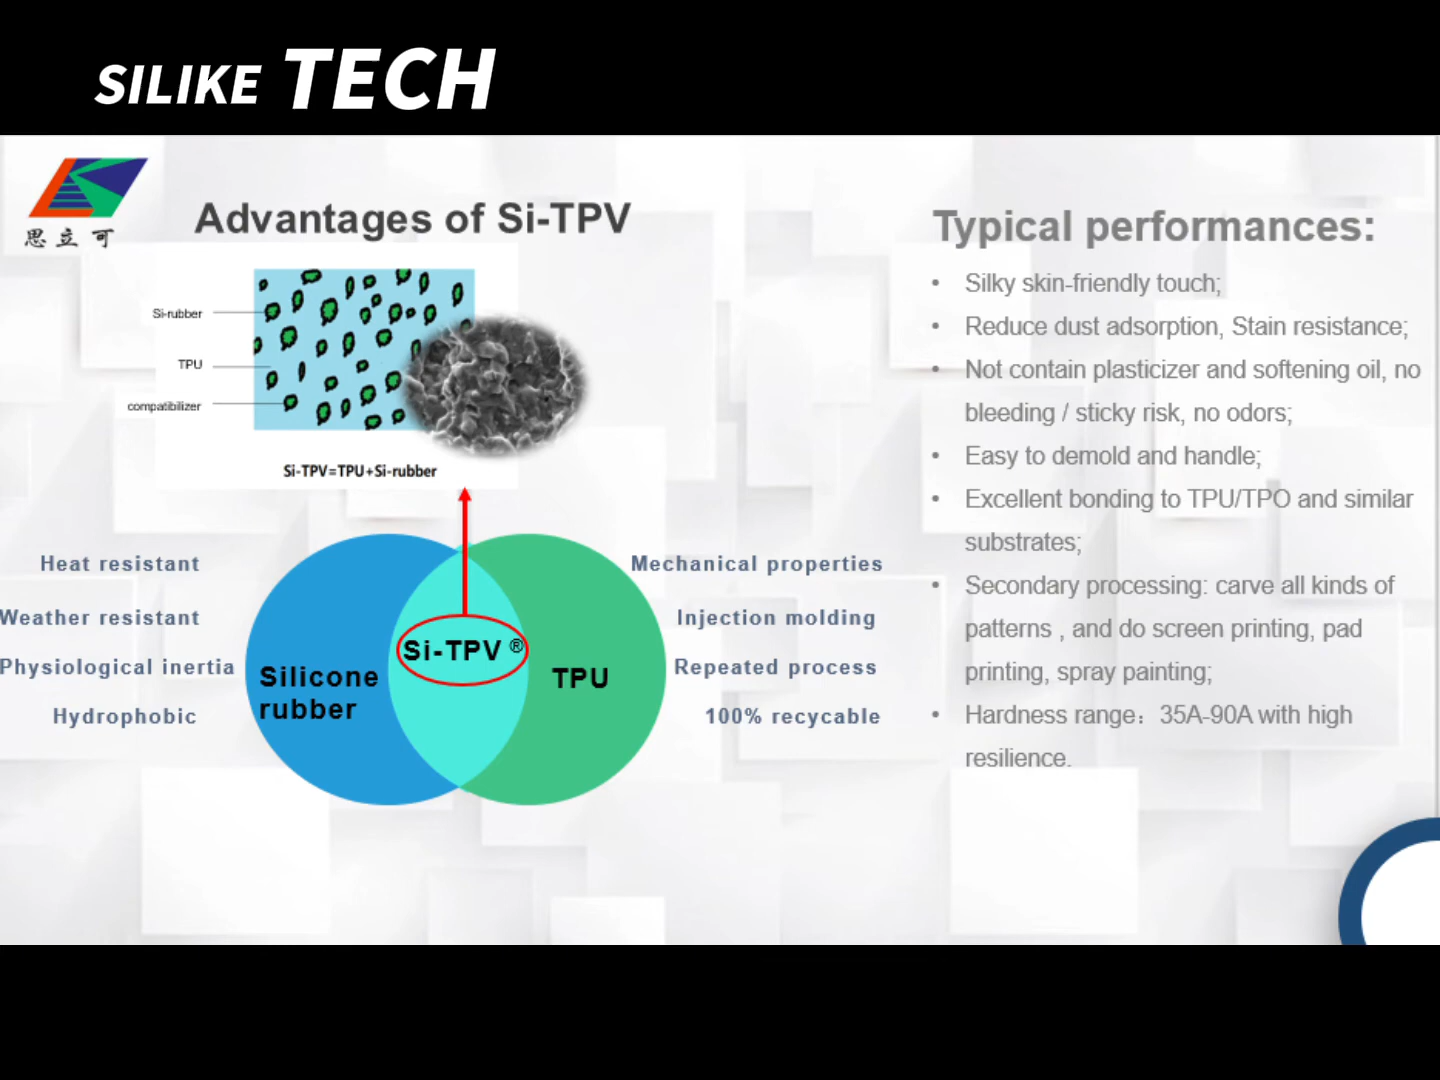 SILIKE TECH
思立可
Advantages of Si-TPV
Si-rubber
TPU
compatibilizer
Si-TPV=TPU+Si-rubber
Heat resistant
Weather resistant
Physiological inertia
Hydrophobic
Silicone
rubber
Si-TPV ®
TPU
Mechanical properties
Injection molding
Repeated process
100% recycable
Typical performances:
• Silky skin-friendly touch;
• Reduce dust adsorption, Stain resistance;
• Not contain plasticizer and softening oil, no
bleeding / sticky risk, no odors;
• Easy to demold and handle;
• Excellent bonding to TPU/TPO and similar
substrates;
• Secondary processing: carve all kinds of
patterns , and do screen printing, pad
printing, spray painting;
• Hardness range：35A-90A with high
resilience.